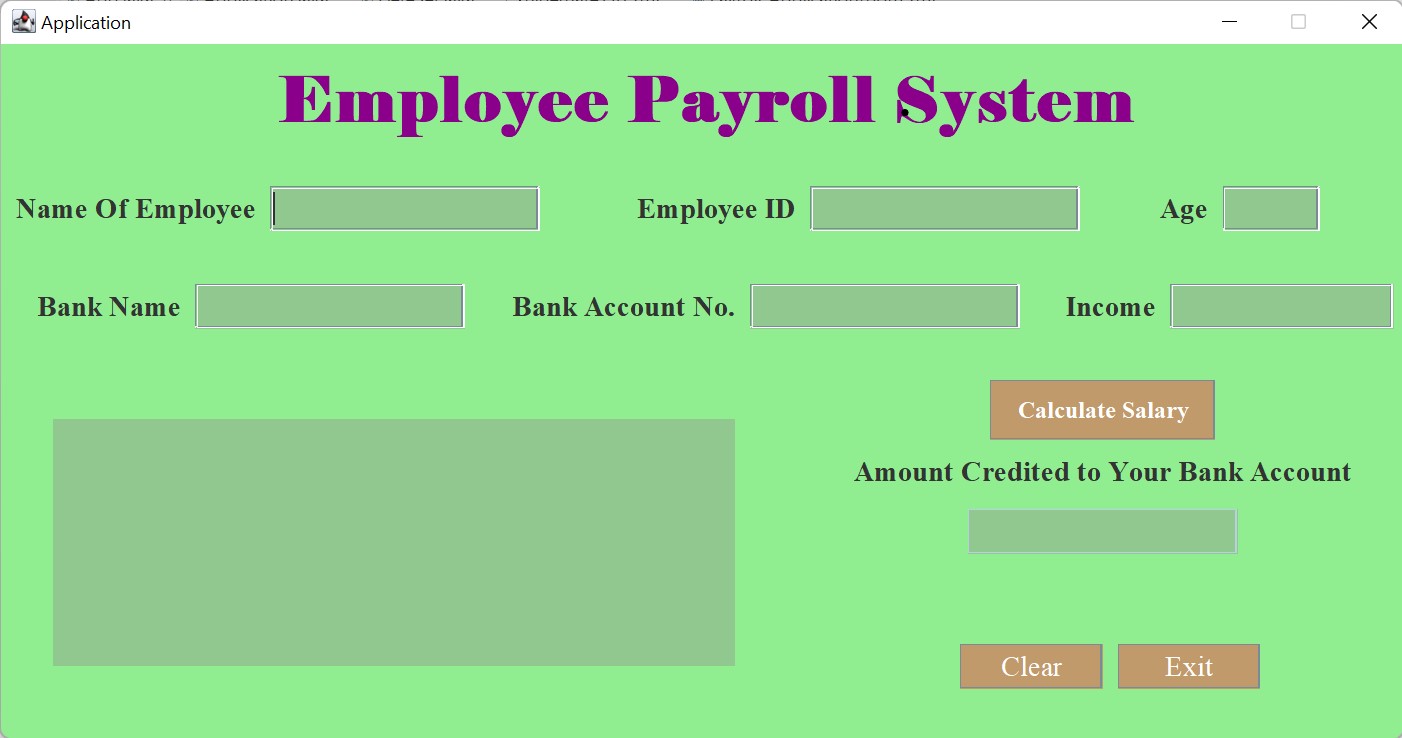 Application
Employee Payroll System
Name Of Employee Employee ID Age
Bank Name Bank Account No. Income
Calculate Salary
Amount Credited to Your Bank Account
Clear Exit